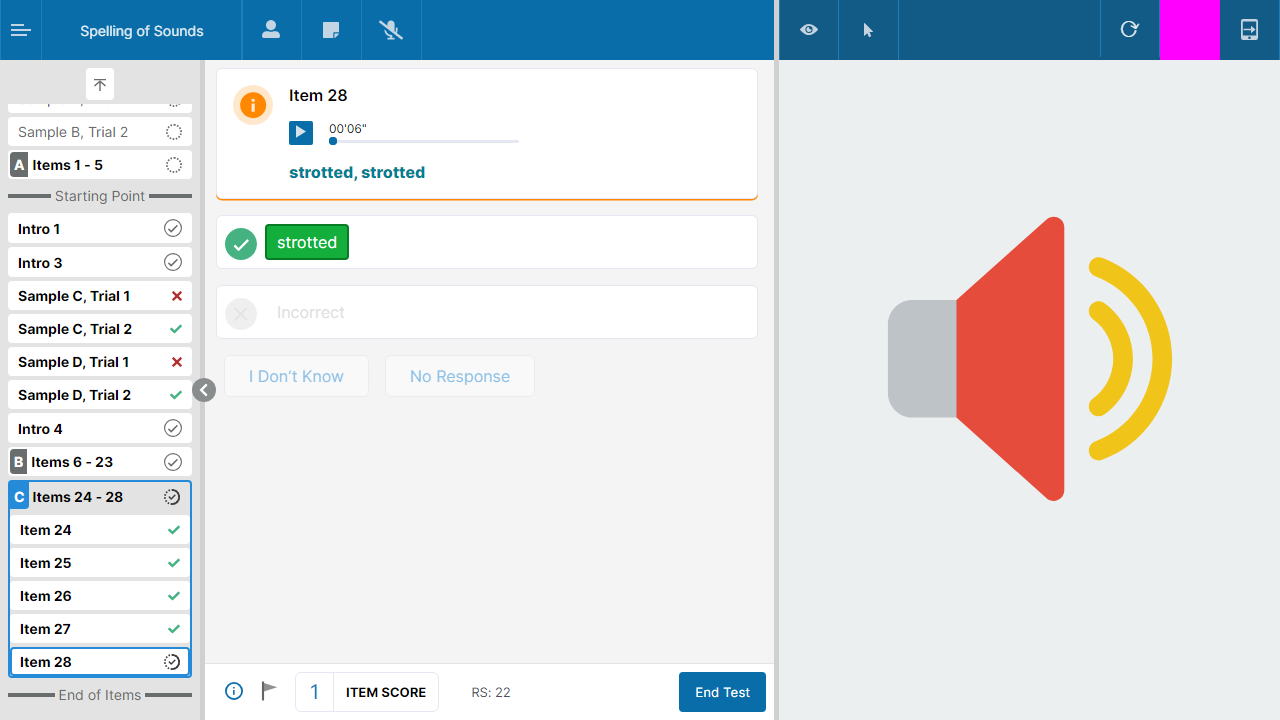 Spelling of Sounds
Sample B, Trial 2
A Items 1 - 5
Starting Point
Intro 1
Intro 3
Sample C, Trial 1
Sample C, Trial 2
Sample D, Trial 1
Sample D, Trial 2
Intro 4
B Items 6 - 23
C Items 24 - 28
Item 24
Item 25
Item 26
Item 27
Item 28
End of Items
Item 28
00'06"
strotted, strotted
strotted
Incorrect
I Don’t Know
No Response
1 ITEM SCORE
RS: 22
End Test